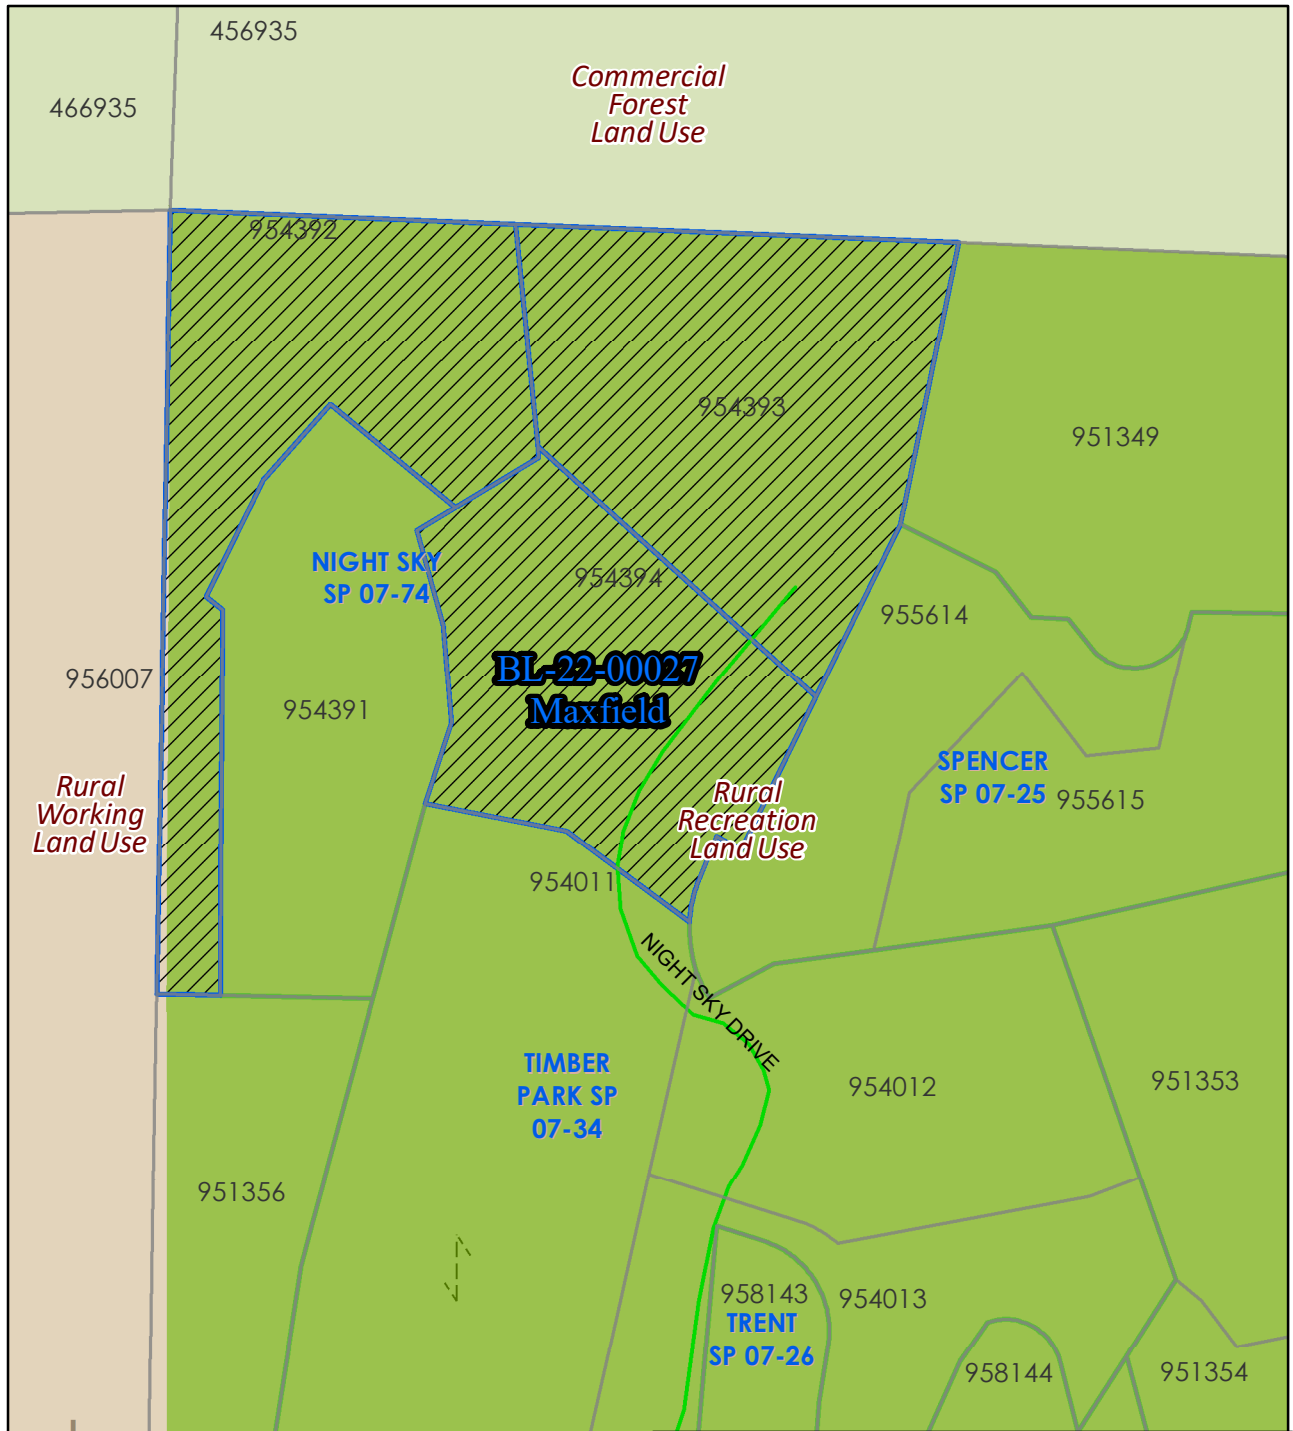 456935
466935
Commercial
Forest
Land Use
954392
954393
951349
NIGHT SKY
SP 07-74
954394
955614
BL-22-00027
Maxfield
956007
954391
SPENCER
SP 07-25
955615
Rural
Working
Land Use
Rural
Recreation
Land Use
954011
NIGHT SKY DRIVE
TIMBER
PARK SP
07-34
954012
951353
951356
958143
954013
TRENT
SP 07-26
958144
951354